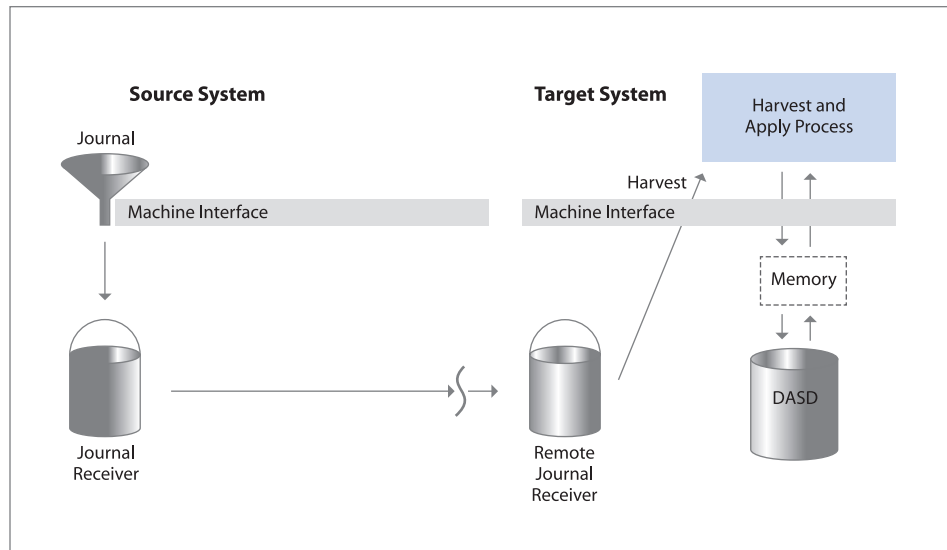 Source System
Target System
Harvest and
Apply Process
Journal
Harvest
Machine Interface
Machine Interface
Memory
DASD
Journal
Receiver
Remote
Journal
Receiver